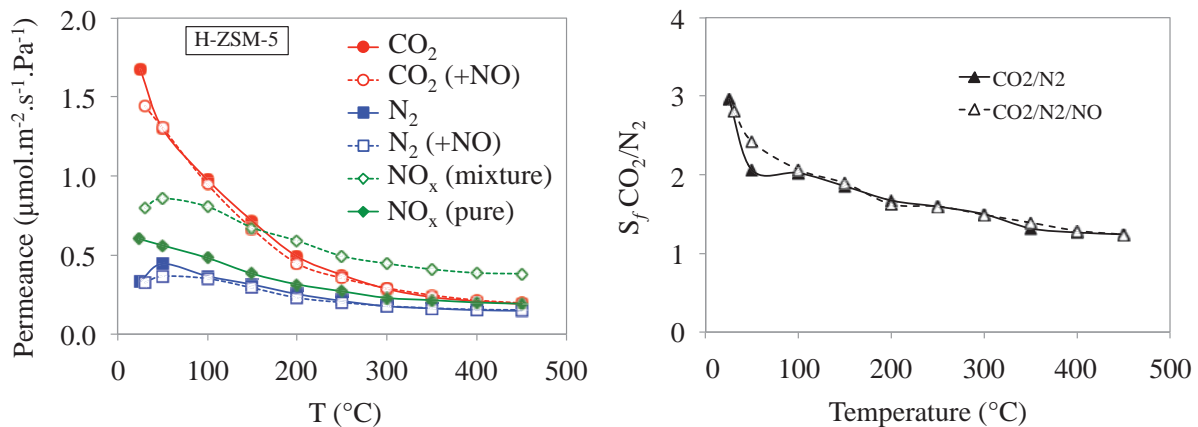 Permeance (µmol.m⁻².s⁻¹.Pa⁻¹)
2.0
1.5
1.0
0.5
0.0
H-ZSM-5
CO₂
CO₂ (+NO)
N₂
N₂ (+NO)
NOₓ (mixture)
NOₓ (pure)
0 100 200 300 400 500
T (°C)
S_f CO₂/N₂
4
3
2
1
0
CO2/N2
CO2/N2/NO
0 100 200 300 400 500
Temperature (°C)